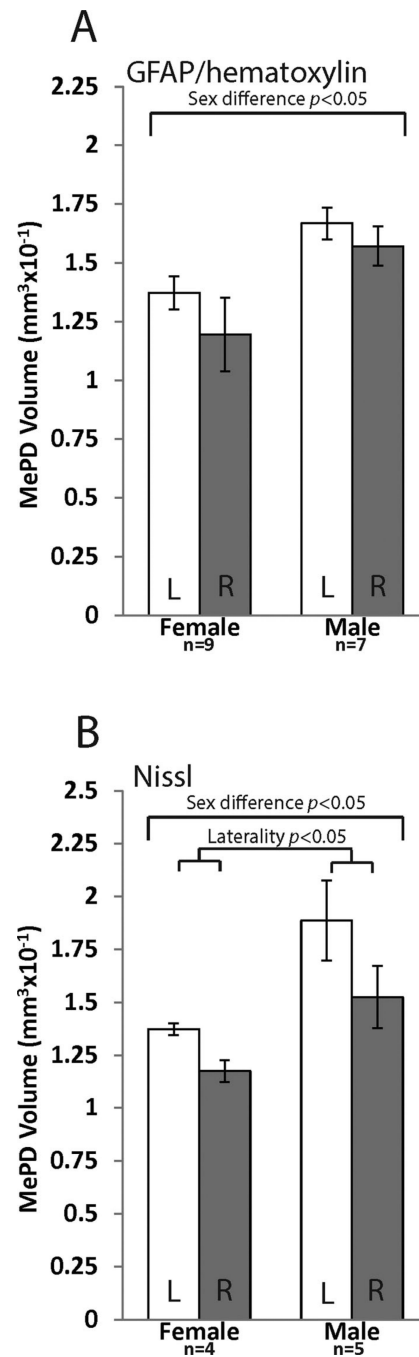 A
GFAP/hematoxylin
Sex difference p<0.05
MePD Volume (mm³x10⁻¹)
2.25
2
1.75
1.5
1.25
1
0.75
0.5
0.25
0
L R L R
Female Male
n=9 n=7
B
Nissl
Sex difference p<0.05
Laterality p<0.05
MePD Volume (mm³x10⁻¹)
2.5
2.25
2
1.75
1.5
1.25
1
0.75
0.5
0.25
0
L R L R
Female Male
n=4 n=5